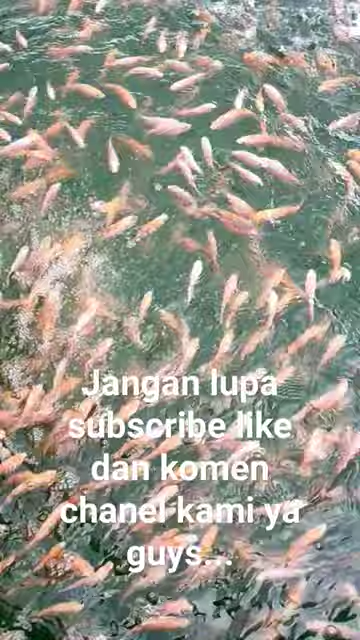 Jangan lupa
subscribe like
dan komen
chanel kami ya
guys...